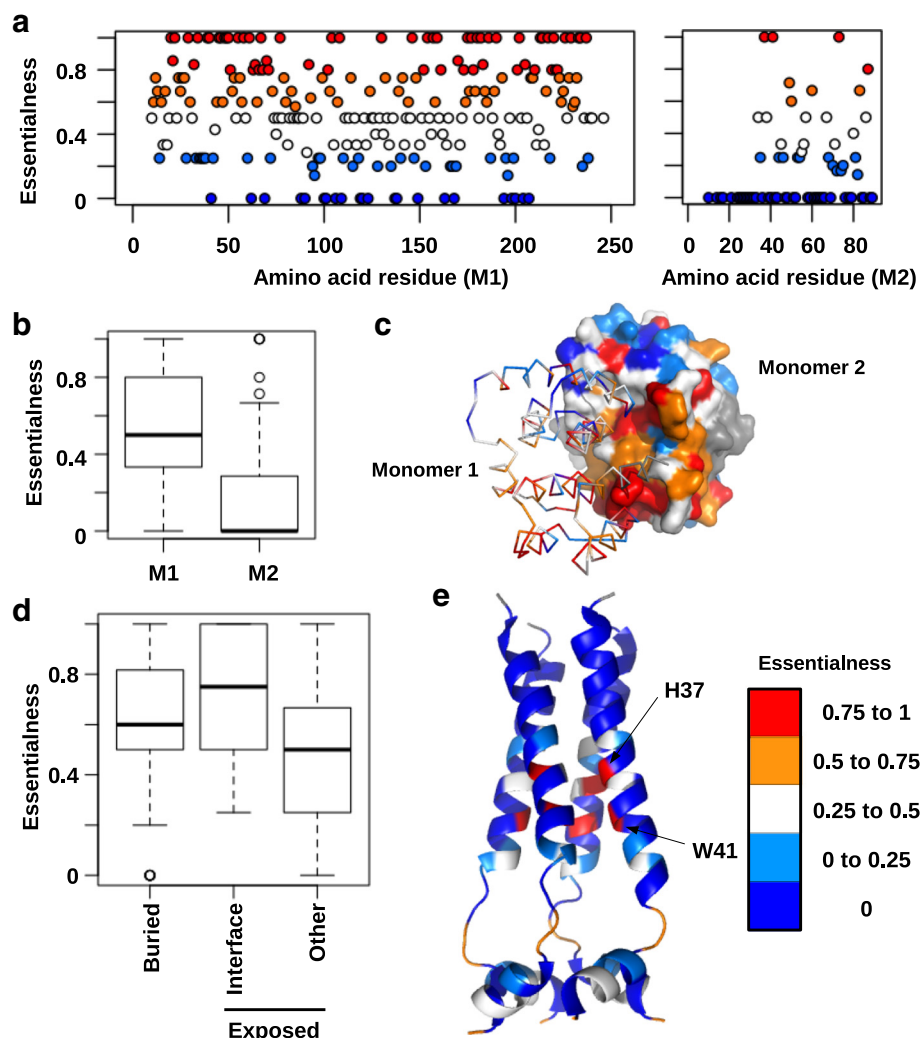 a
Essentialness
0.8
0.4
0
0 50 100 150 200 250
Amino acid residue (M1)
0 20 40 60 80
Amino acid residue (M2)
b
Essentialness
0.8
0.4
0
M1 M2
c
Monomer 2
Monomer 1
d
Essentialness
0.8
0.4
0
Buried
Interface
Other
Exposed
e
H37
W41
Essentialness
0.75 to 1
0.5 to 0.75
0.25 to 0.5
0 to 0.25
0